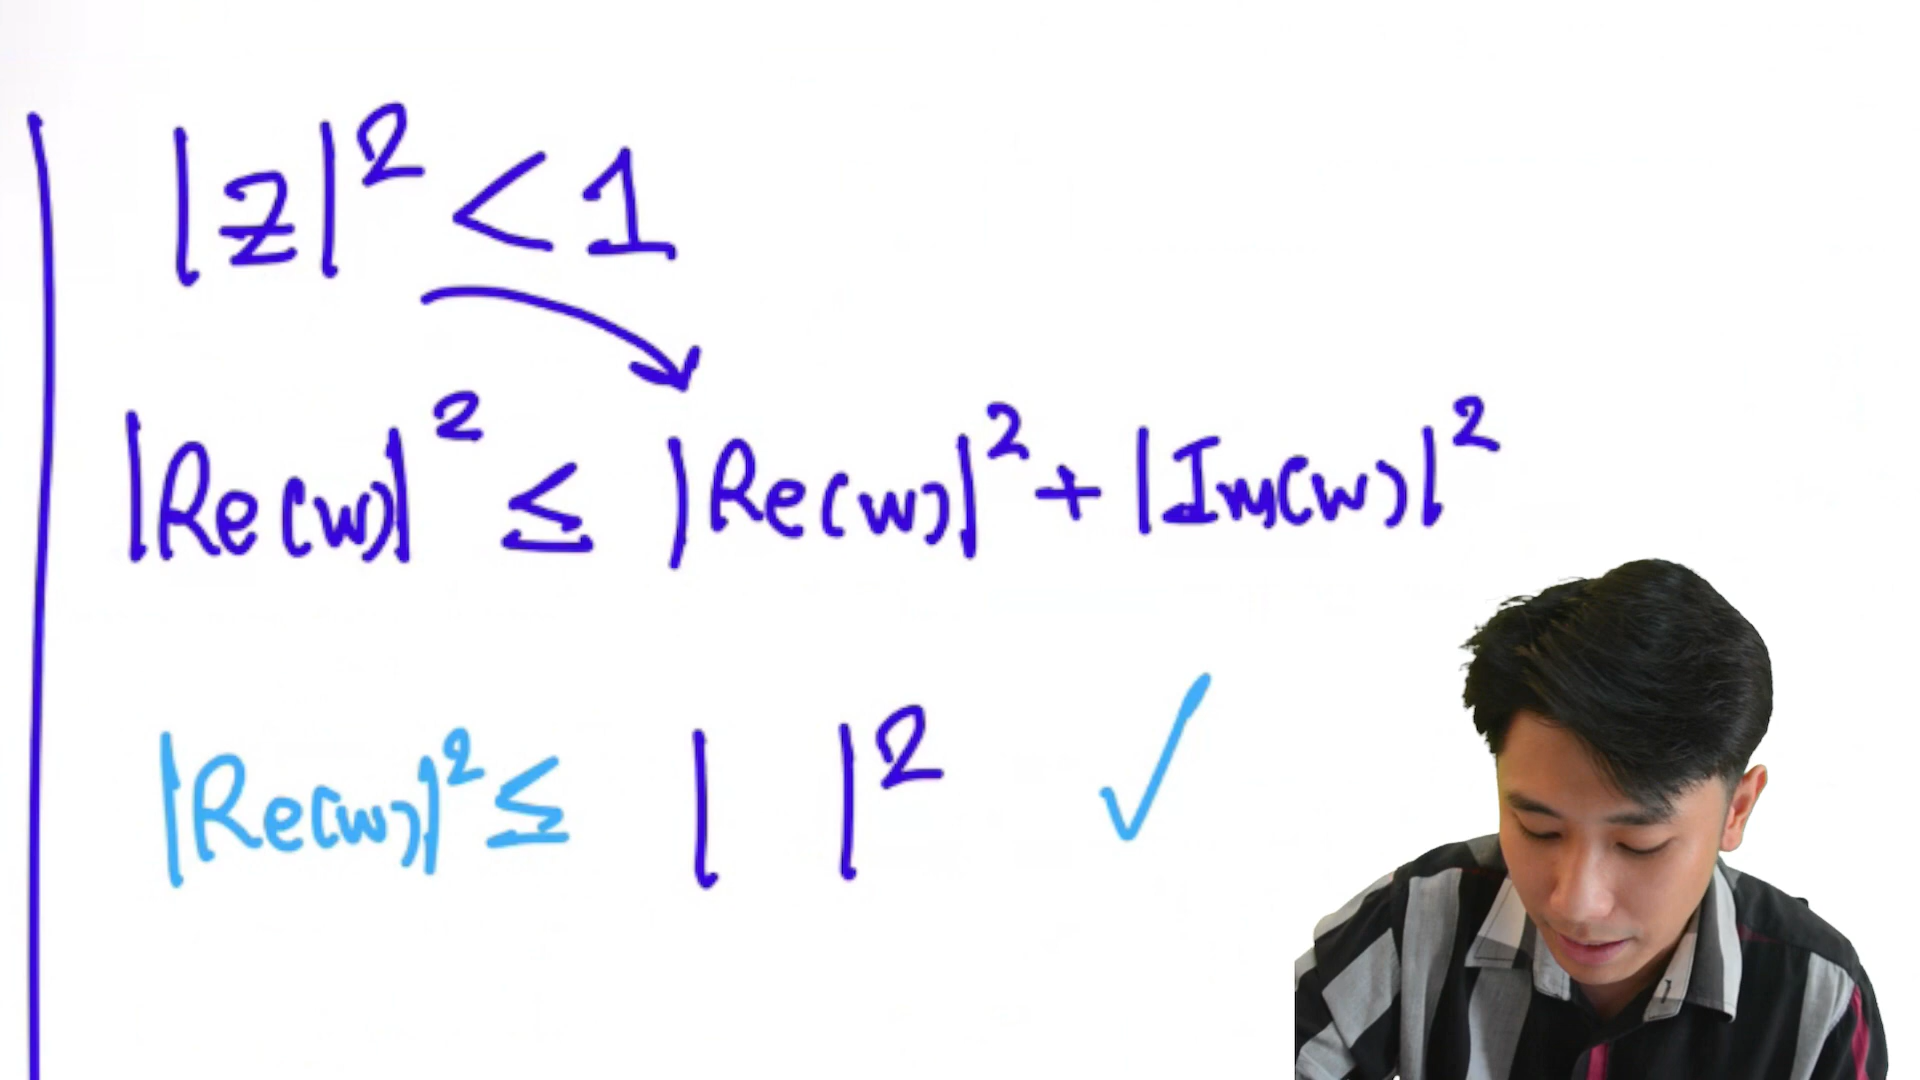 |z|² < 1
|Re(w)|² ≤ |Re(w)|² + |Im(w)|²
|Re(w)|² ≤ | |² ✓